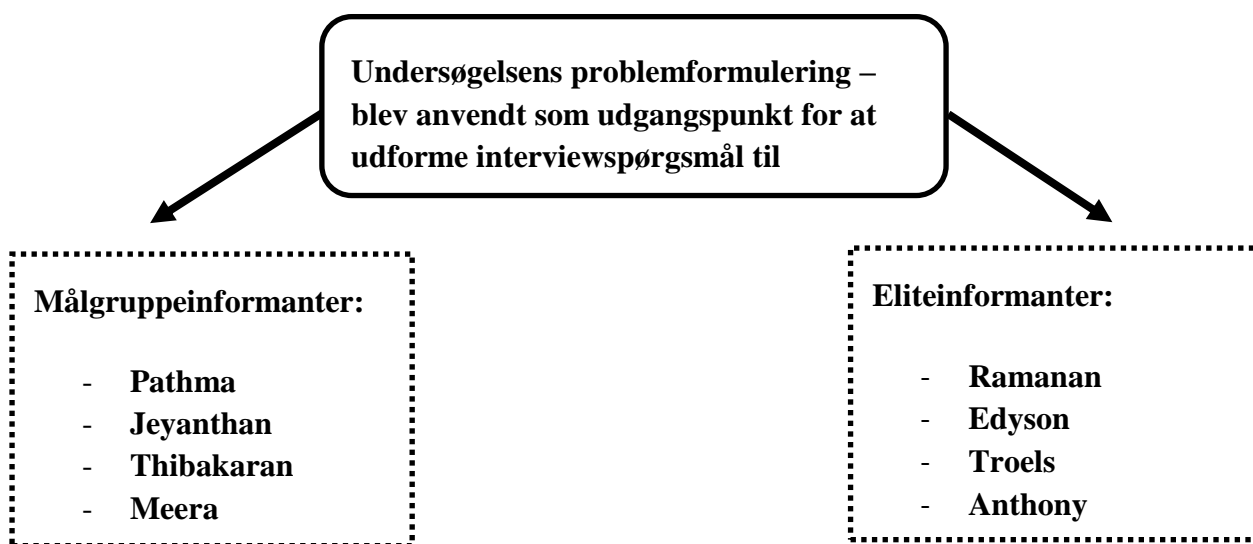 Undersøgelsens problemformulering –
blev anvendt som udgangspunkt for at
udforme interviewspørgsmål til
Målgruppeinformanter:
- Pathma
- Jeyanthan
- Thibakaran
- Meera
Eliteinformanter:
- Ramanan
- Edyson
- Troels
- Anthony